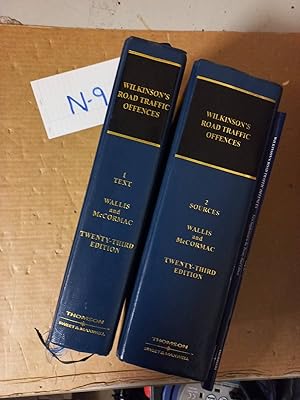 N-9
WILKINSON'S
ROAD TRAFFIC
OFFENCES
1
TEXT
WALLIS
and
McCORMAC
TWENTY-THIRD
EDITION
THOMSON
SWEET & MAXWELL
WILKINSON'S
ROAD TRAFFIC
OFFENCES
2
SOURCES
WALLIS
and
McCORMAC
TWENTY-THIRD
EDITION
THOMSON
SWEET & MAXWELL